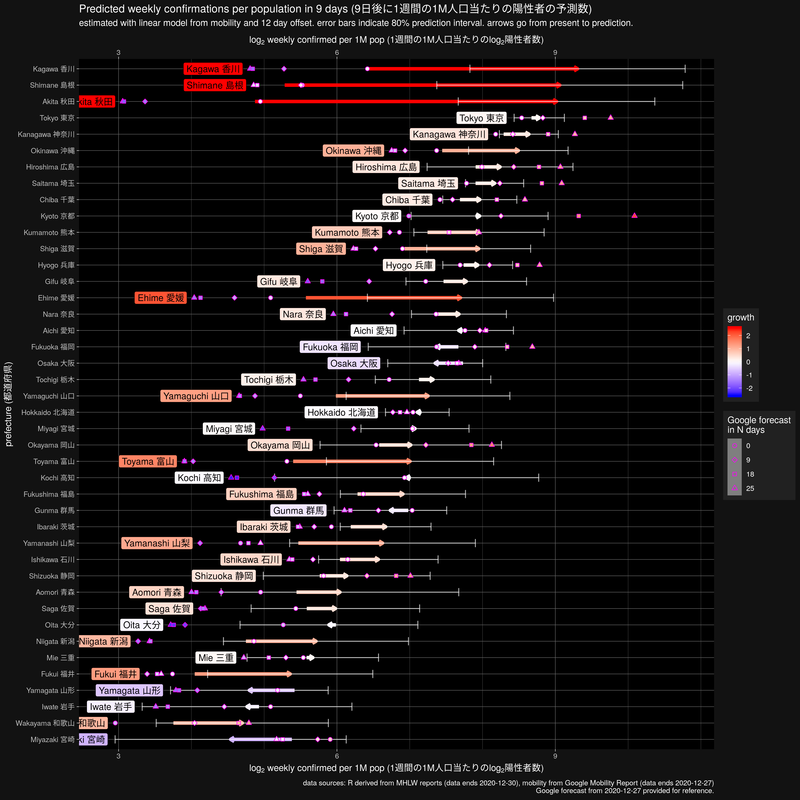 Predicted weekly confirmations per population in 9 days (9日後に1週間の1M人口当たりの陽性者の予測数)
estimated with linear model from mobility and 12 day offset. error bars indicate 80% prediction interval. arrows go from present to prediction.
log2 weekly confirmed per 1M pop (1週間の1M人口当たりのlog2陽性者数)
3 6 9
Kagawa 香川 Kagawa 香川
Shimane 島根 Shimane 島根
Akita 秋田 ita 秋田
Tokyo 東京 Tokyo 東京
Kanagawa 神奈川 Kanagawa 神奈川
Okinawa 沖縄 Okinawa 沖縄
Hiroshima 広島 Hiroshima 広島
Saitama 埼玉 Saitama 埼玉
Chiba 千葉 Chiba 千葉
Kyoto 京都 Kyoto 京都
Kumamoto 熊本 Kumamoto 熊本
Shiga 滋賀 Shiga 滋賀
Hyogo 兵庫 Hyogo 兵庫
Gifu 岐阜 Gifu 岐阜
Ehime 愛媛 Ehime 愛媛
Nara 奈良 Nara 奈良
Aichi 愛知 Aichi 愛知
Fukuoka 福岡 Fukuoka 福岡
Osaka 大阪 Osaka 大阪
Tochigi 栃木 Tochigi 栃木
Yamaguchi 山口 Yamaguchi 山口
Hokkaido 北海道 Hokkaido 北海道
Miyagi 宮城 Miyagi 宮城
Okayama 岡山 Okayama 岡山
Toyama 富山 Toyama 富山
Kochi 高知 Kochi 高知
Fukushima 福島 Fukushima 福島
Gunma 群馬 Gunma 群馬
Ibaraki 茨城 Ibaraki 茨城
Yamanashi 山梨 Yamanashi 山梨
Ishikawa 石川 Ishikawa 石川
Shizuoka 静岡 Shizuoka 静岡
Aomori 青森 Aomori 青森
Saga 佐賀 Saga 佐賀
Oita 大分 Oita 大分
Niigata 新潟 Niigata 新潟
Mie 三重 Mie 三重
Fukui 福井 Fukui 福井
Yamagata 山形 Yamagata 山形
Iwate 岩手 Iwate 岩手
Wakayama 和歌山 和歌山
Miyazaki 宮崎 ki 宮崎
prefecture (都道府県)
3 6 9
log2 weekly confirmed per 1M pop (1週間の1M人口当たりのlog2陽性者数)
growth
2
1
0
-1
-2
Google forecast
in N days
0
9
18
25
data sources: R derived from MHLW reports (data ends 2020-12-30), mobility from Google Mobility Report (data ends 2020-12-27)
Google forecast from 2020-12-27 provided for reference.